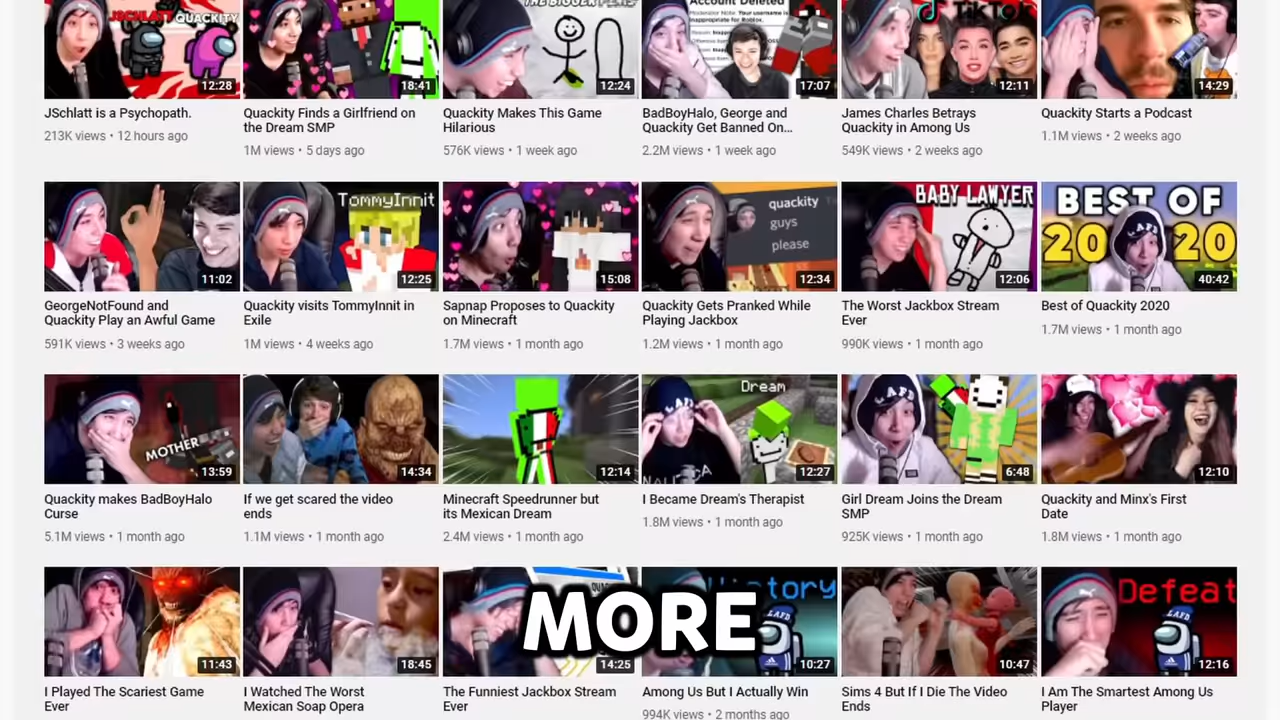 JSCHLATT QUACKITY
THE BIGGER
Account Deleted
TikTok
12:28
18:41
12:24
17:07
12:11
14:29
JSchlatt is a Psychopath.
213K views • 12 hours ago
Quackity Finds a Girlfriend on
the Dream SMP
1M views • 5 days ago
Quackity Makes This Game
Hilarious
576K views • 1 week ago
BadBoyHalo, George and
Quackity Get Banned On...
2.2M views • 1 week ago
James Charles Betrays
Quackity in Among Us
549K views • 2 weeks ago
Quackity Starts a Podcast
1.1M views • 2 weeks ago
11:02
TommyInnit
12:25
15:08
quackity
guys
please
12:34
BABY LAWYER
12:06
BEST OF
2020
40:42
GeorgeNotFound and
Quackity Play an Awful Game
591K views • 3 weeks ago
Quackity visits TommyInnit in
Exile
1M views • 4 weeks ago
Sapnap Proposes to Quackity
on Minecraft
1.7M views • 1 month ago
Quackity Gets Pranked While
Playing Jackbox
1.2M views • 1 month ago
The Worst Jackbox Stream
Ever
990K views • 1 month ago
Best of Quackity 2020
1.7M views • 1 month ago
MOTHER
13:59
14:34
12:14
Dream
12:27
LAFD
6:48
12:10
Quackity makes BadBoyHalo
Curse
5.1M views • 1 month ago
If we get scared the video
ends
1.1M views • 1 month ago
Minecraft Speedrunner but
its Mexican Dream
2.4M views • 1 month ago
I Became Dream's Therapist
1.8M views • 1 month ago
Girl Dream Joins the Dream
SMP
925K views • 1 month ago
Quackity and Minx's First
Date
1.8M views • 1 month ago
11:43
18:45
14:25
MORE
LAFD
10:27
10:47
Defeat
LAFD
12:16
I Played The Scariest Game
Ever
I Watched The Worst
Mexican Soap Opera
The Funniest Jackbox Stream
Ever
Among Us But I Actually Win
994K views • 2 months ago
Sims 4 But If I Die The Video
Ends
I Am The Smartest Among Us
Player